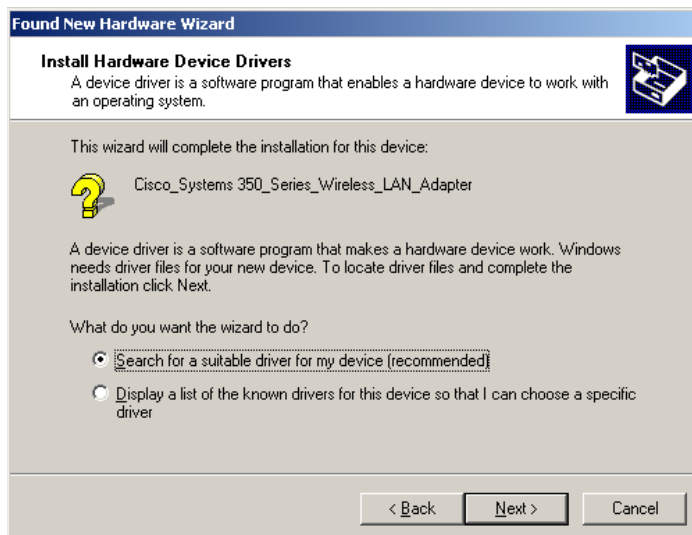 Found New Hardware Wizard
Install Hardware Device Drivers
A device driver is a software program that enables a hardware device to work with
an operating system.
This wizard will complete the installation for this device:
Cisco_Systems 350_Series_Wireless_LAN_Adapter
A device driver is a software program that makes a hardware device work. Windows
needs driver files for your new device. To locate driver files and complete the
installation click Next.
What do you want the wizard to do?
Search for a suitable driver for my device (recommended)
Display a list of the known drivers for this device so that I can choose a specific
driver
< Back Next > Cancel